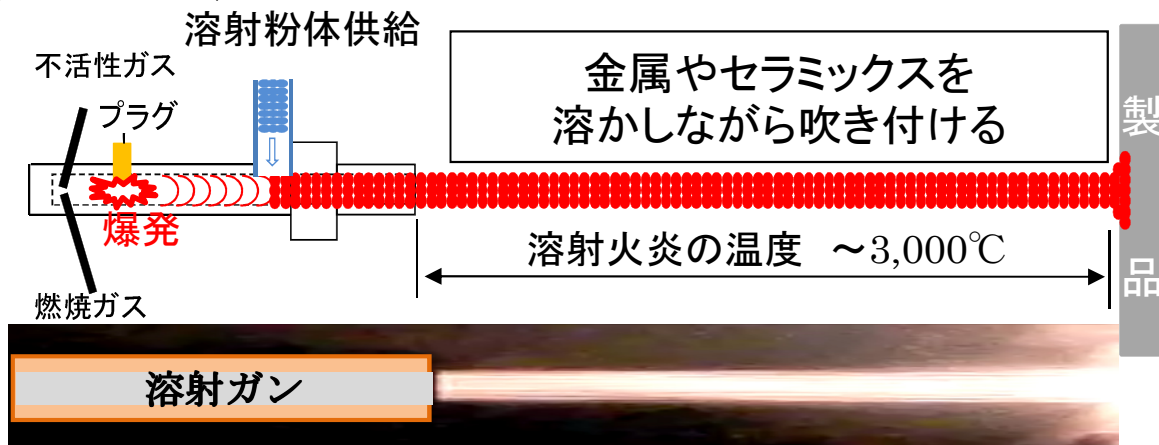 溶射粉体供給
不活性ガス
プラグ
金属やセラミックスを
溶かしながら吹き付ける
爆発
溶射火炎の温度 ～3,000℃
燃焼ガス
製品
溶射ガン